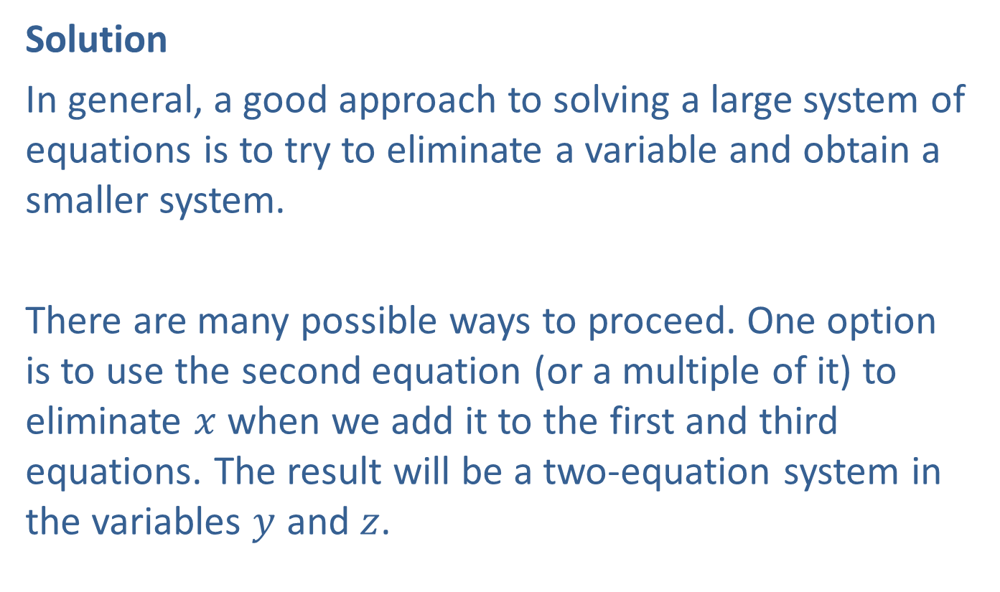 Solution
In general, a good approach to solving a large system of
equations is to try to eliminate a variable and obtain a
smaller system.
There are many possible ways to proceed. One option
is to use the second equation (or a multiple of it) to
eliminate x when we add it to the first and third
equations. The result will be a two-equation system in
the variables y and z.